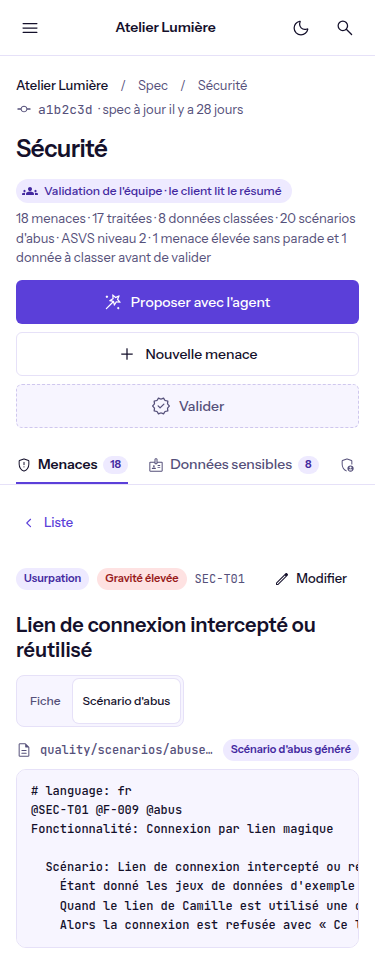 Atelier Lumière
Atelier Lumière / Spec / Sécurité
a1b2c3d · spec à jour il y a 28 jours
Sécurité
Validation de l'équipe · le client lit le résumé
18 menaces · 17 traitées · 8 données classées · 20 scénarios
d'abus · ASVS niveau 2 · 1 menace élevée sans parade et 1
donnée à classer avant de valider
Proposer avec l'agent
Nouvelle menace
Valider
Menaces 18 Données sensibles 8
Liste
Usurpation Gravité élevée SEC-T01 Modifier
Lien de connexion intercepté ou
réutilisé
Fiche Scénario d'abus
quality/scenarios/abuse… Scénario d'abus généré
# language: fr
@SEC-T01 @F-009 @abus
Fonctionnalité: Connexion par lien magique
Scénario: Lien de connexion intercepté ou
Étant donné les jeux de données d'exemple
Quand le lien de Camille est utilisé une
Alors la connexion est refusée avec « Ce